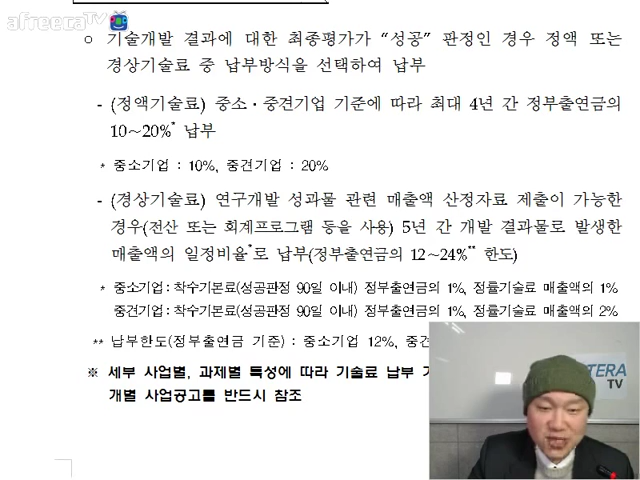 afreecaTV
○ 기술개발 결과에 대한 최종평가가 “성공” 판정인 경우 정액 또는
경상기술료 중 납부방식을 선택하여 납부
- (정액기술료) 중소·중견기업 기준에 따라 최대 4년 간 정부출연금의
10~20%* 납부
* 중소기업 : 10%, 중견기업 : 20%
- (경상기술료) 연구개발 성과물 관련 매출액 산정자료 제출이 가능한
경우(전산 또는 회계프로그램 등을 사용) 5년 간 개발 결과물로 발생한
매출액의 일정비율*로 납부(정부출연금의 12~24%** 한도)
* 중소기업 : 착수기본료(성공판정 90일 이내) 정부출연금의 1%, 정률기술료 매출액의 1%
중견기업 : 착수기본료(성공판정 90일 이내) 정부출연금의 1%, 정률기술료 매출액의 2%
** 납부한도(정부출연금 기준) : 중소기업 12%, 중견
※ 세부 사업별, 과제별 특성에 따라 기술료 납부
개별 사업공고를 반드시 참조
TERA
TV